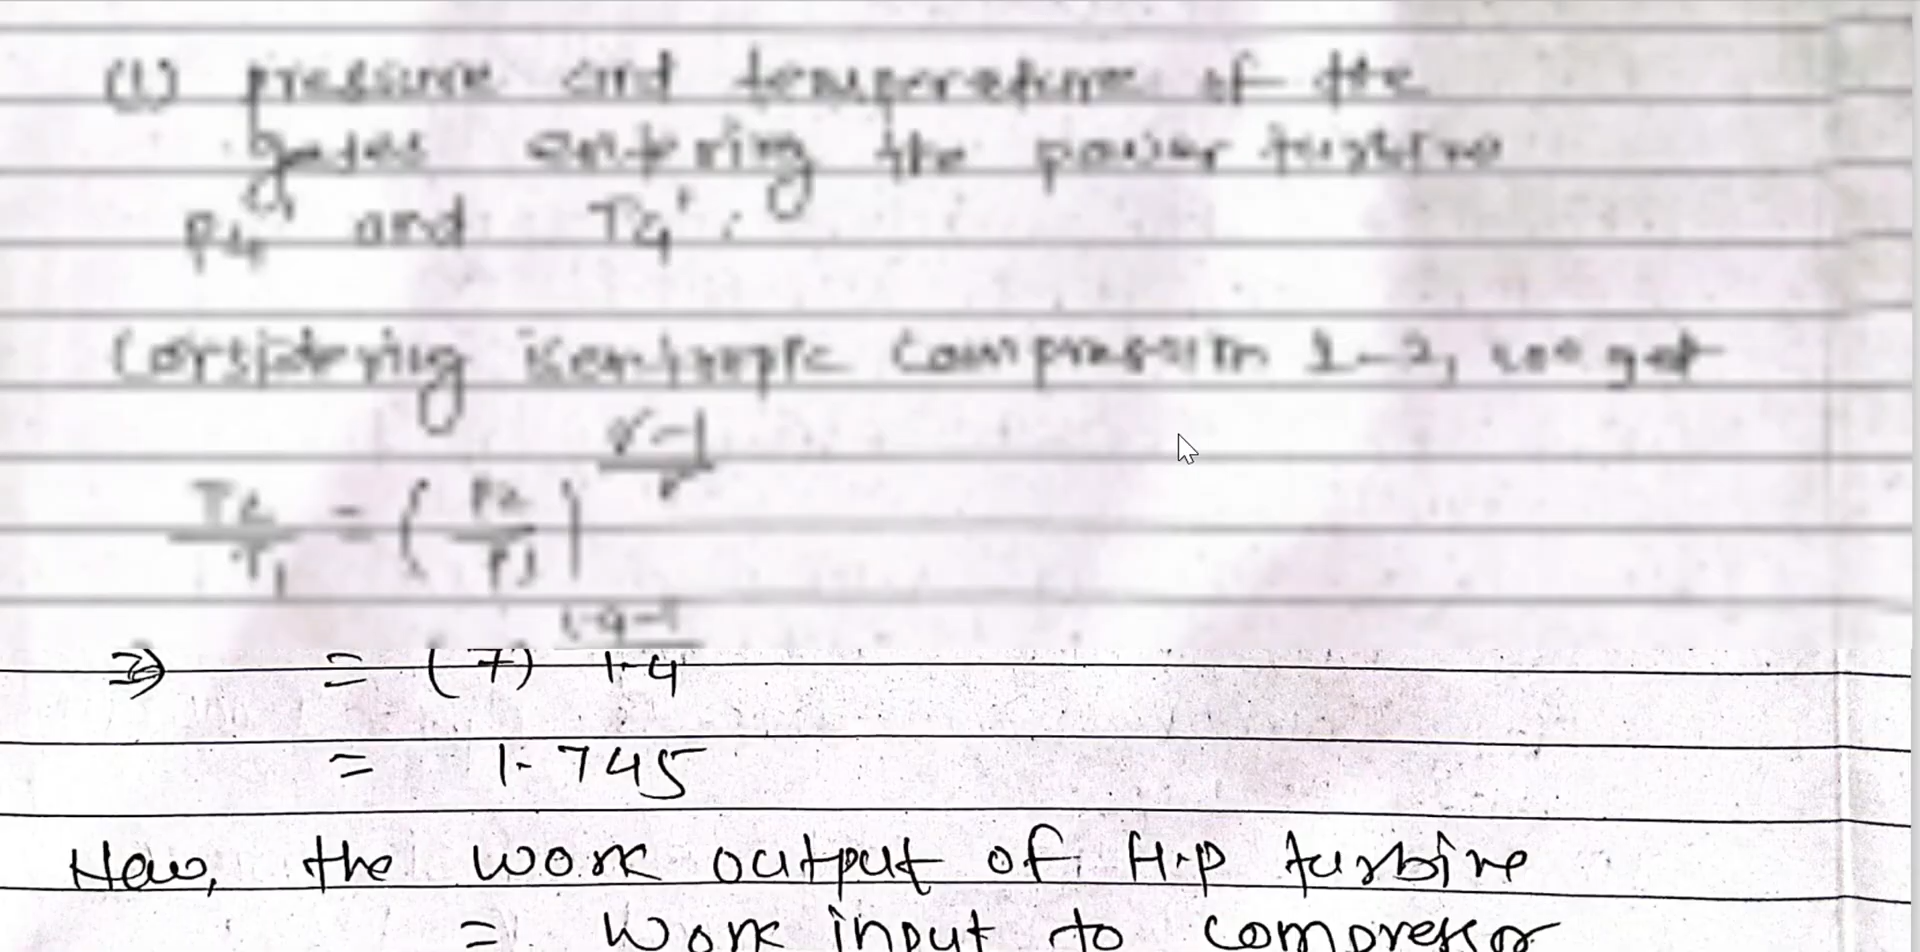 (1) pressure and temperature of the
gases entering the power turbine
P4' and T4' :
Considering isentropic compression 1-2, we get
T2/T1 = (P2/P1)^(γ-1)/γ
⇒ = (7)^(1.4-1)/1.4
= 1.745
Now, the work output of H.P turbine
= work input to compressor